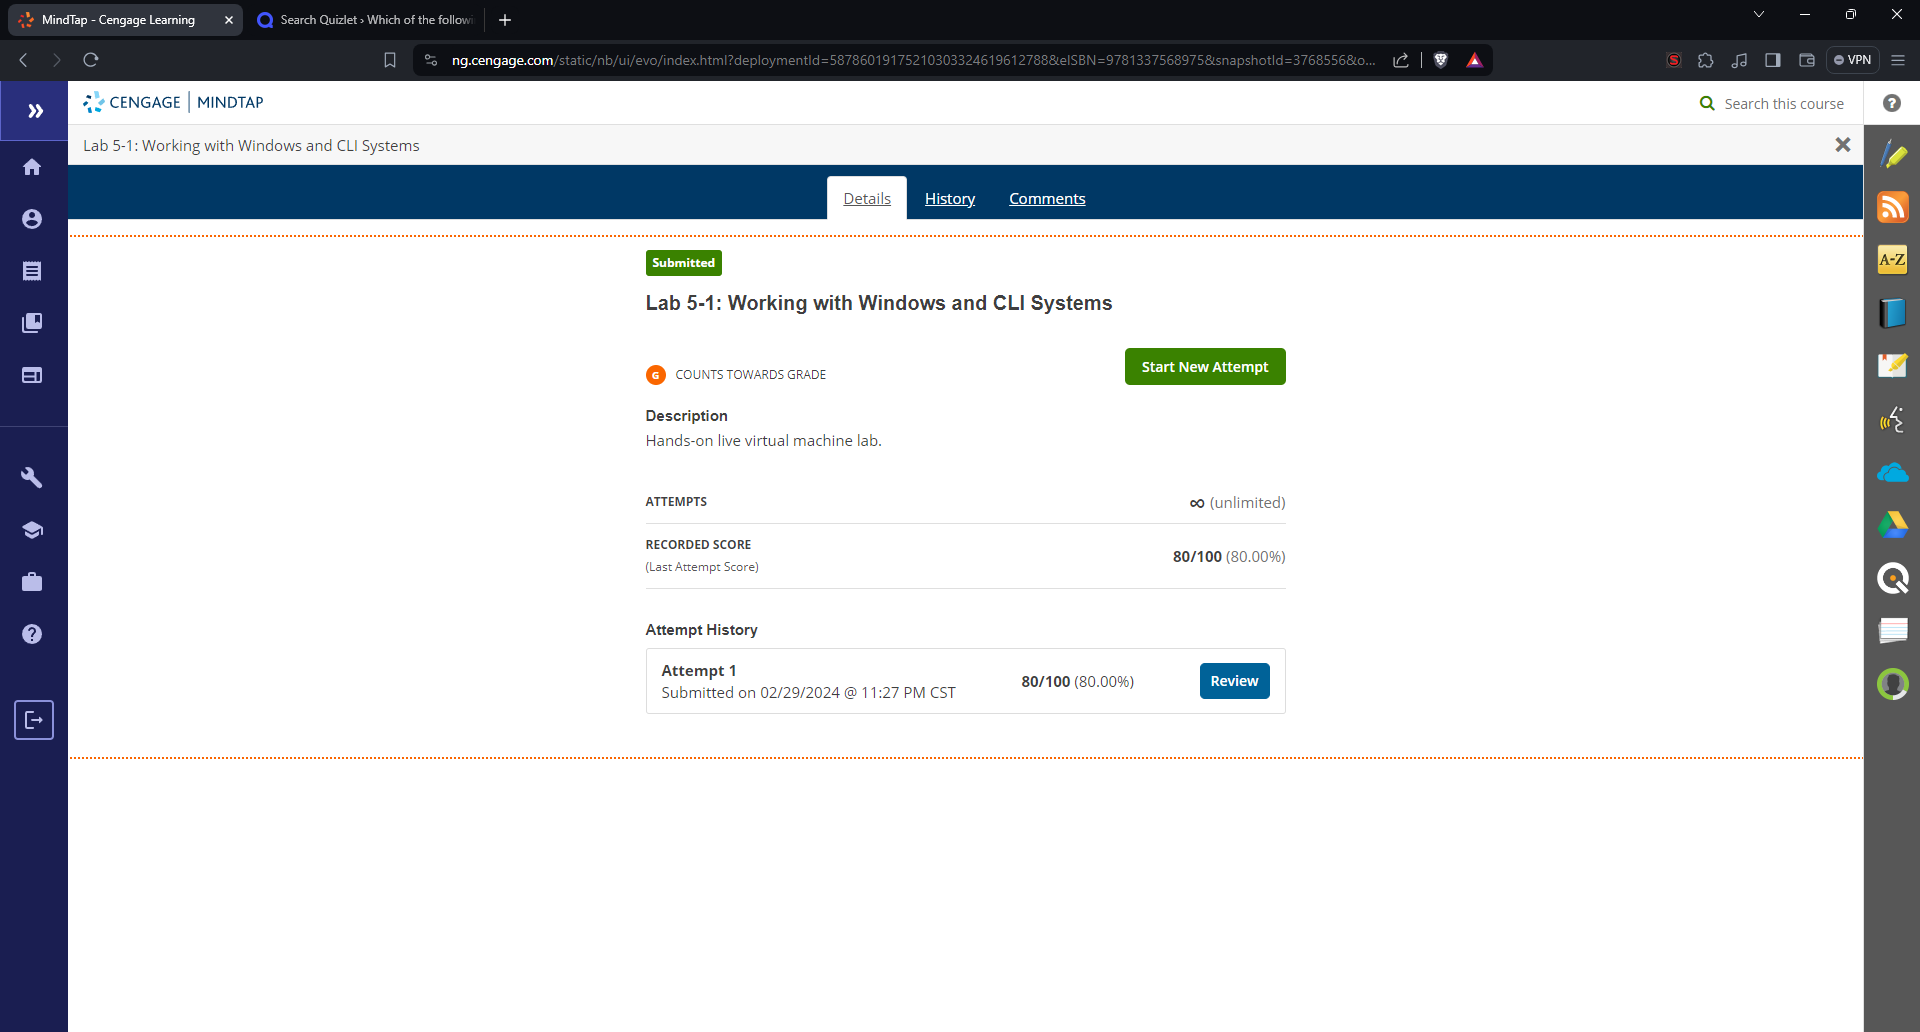 MindTap - Cengage Learning
Search Quizlet › Which of the followi
ng.cengage.com/static/nb/ui/evo/index.html?deploymentId=58786019175210303324619612788&eISBN=9781337568975&snapshotId=3768556&o...
VPN
CENGAGE | MINDTAP
Search this course
Lab 5-1: Working with Windows and CLI Systems
Details
History
Comments
Submitted
Lab 5-1: Working with Windows and CLI Systems
G COUNTS TOWARDS GRADE
Start New Attempt
Description
Hands-on live virtual machine lab.
ATTEMPTS
∞ (unlimited)
RECORDED SCORE
(Last Attempt Score)
80/100 (80.00%)
Attempt History
Attempt 1
Submitted on 02/29/2024 @ 11:27 PM CST
80/100 (80.00%)
Review
A-Z